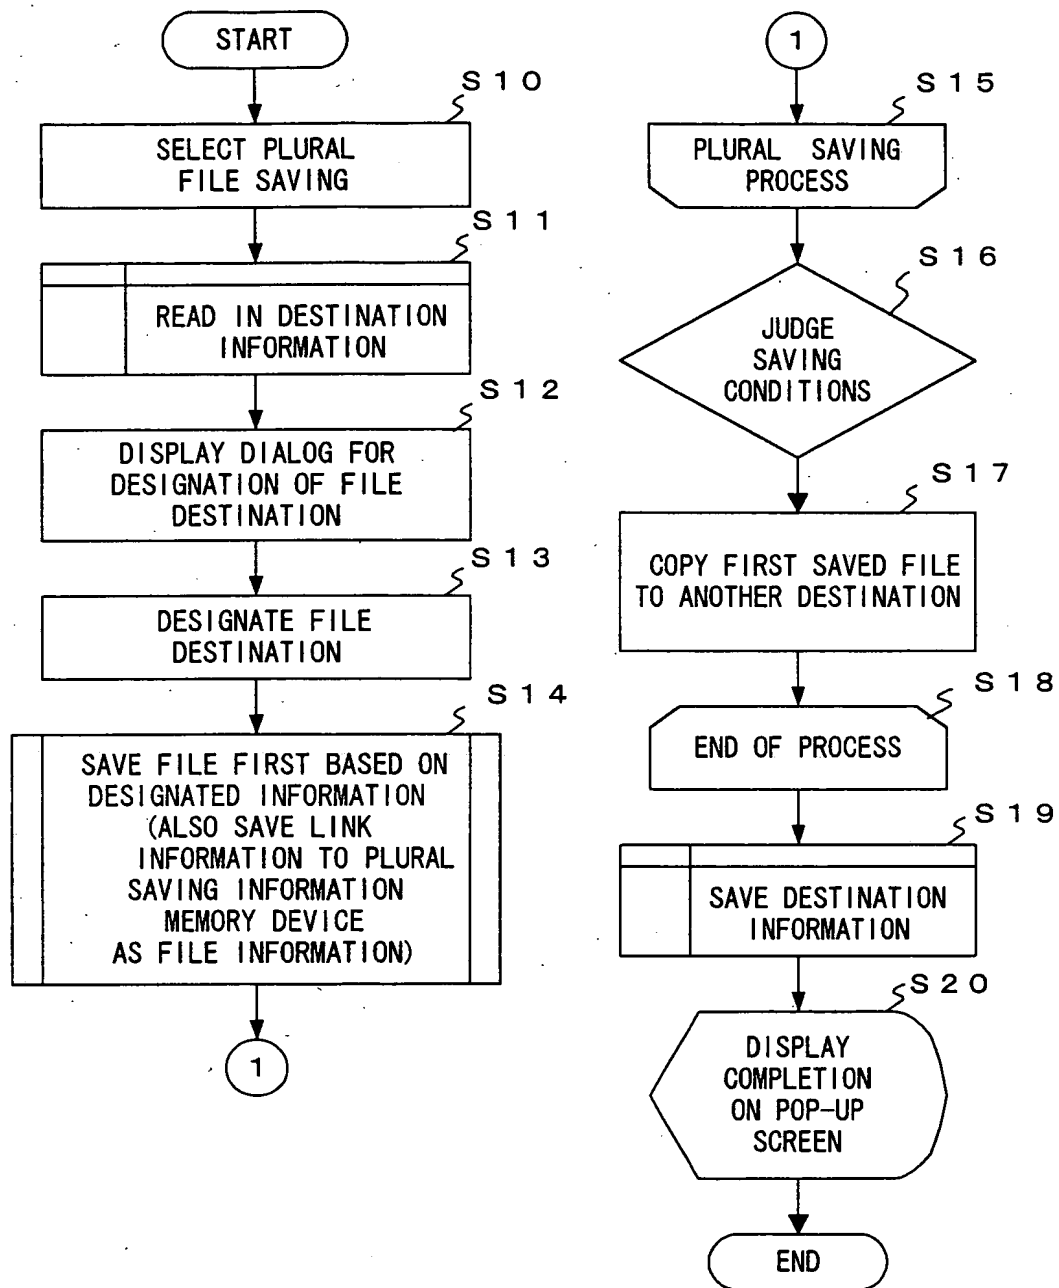 START
S10
SELECT PLURAL
FILE SAVING
S11
READ IN DESTINATION
INFORMATION
S12
DISPLAY DIALOG FOR
DESIGNATION OF FILE
DESTINATION
S13
DESIGNATE FILE
DESTINATION
S14
SAVE FILE FIRST BASED ON
DESIGNATED INFORMATION
(ALSO SAVE LINK
INFORMATION TO PLURAL
SAVING INFORMATION
MEMORY DEVICE
AS FILE INFORMATION)
1
1
S15
PLURAL SAVING
PROCESS
S16
JUDGE
SAVING
CONDITIONS
S17
COPY FIRST SAVED FILE
TO ANOTHER DESTINATION
S18
END OF PROCESS
S19
SAVE DESTINATION
INFORMATION
S20
DISPLAY
COMPLETION
ON POP-UP
SCREEN
END